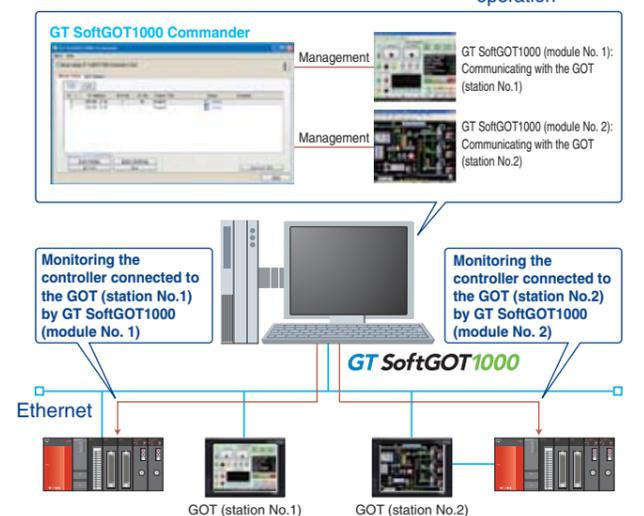 operation
GT SoftGOT1000 Commander
Management
GT SoftGOT1000 (module No. 1):
Communicating with the GOT
(station No.1)
Management
GT SoftGOT1000 (module No. 2):
Communicating with the GOT
(station No.2)
Monitoring the
controller connected to
the GOT (station No.1)
by GT SoftGOT1000
(module No. 1)
Monitoring the
controller connected to
the GOT (station No.2)
by GT SoftGOT1000
(module No. 2)
GT SoftGOT1000
Ethernet
GOT (station No.1)
GOT (station No.2)